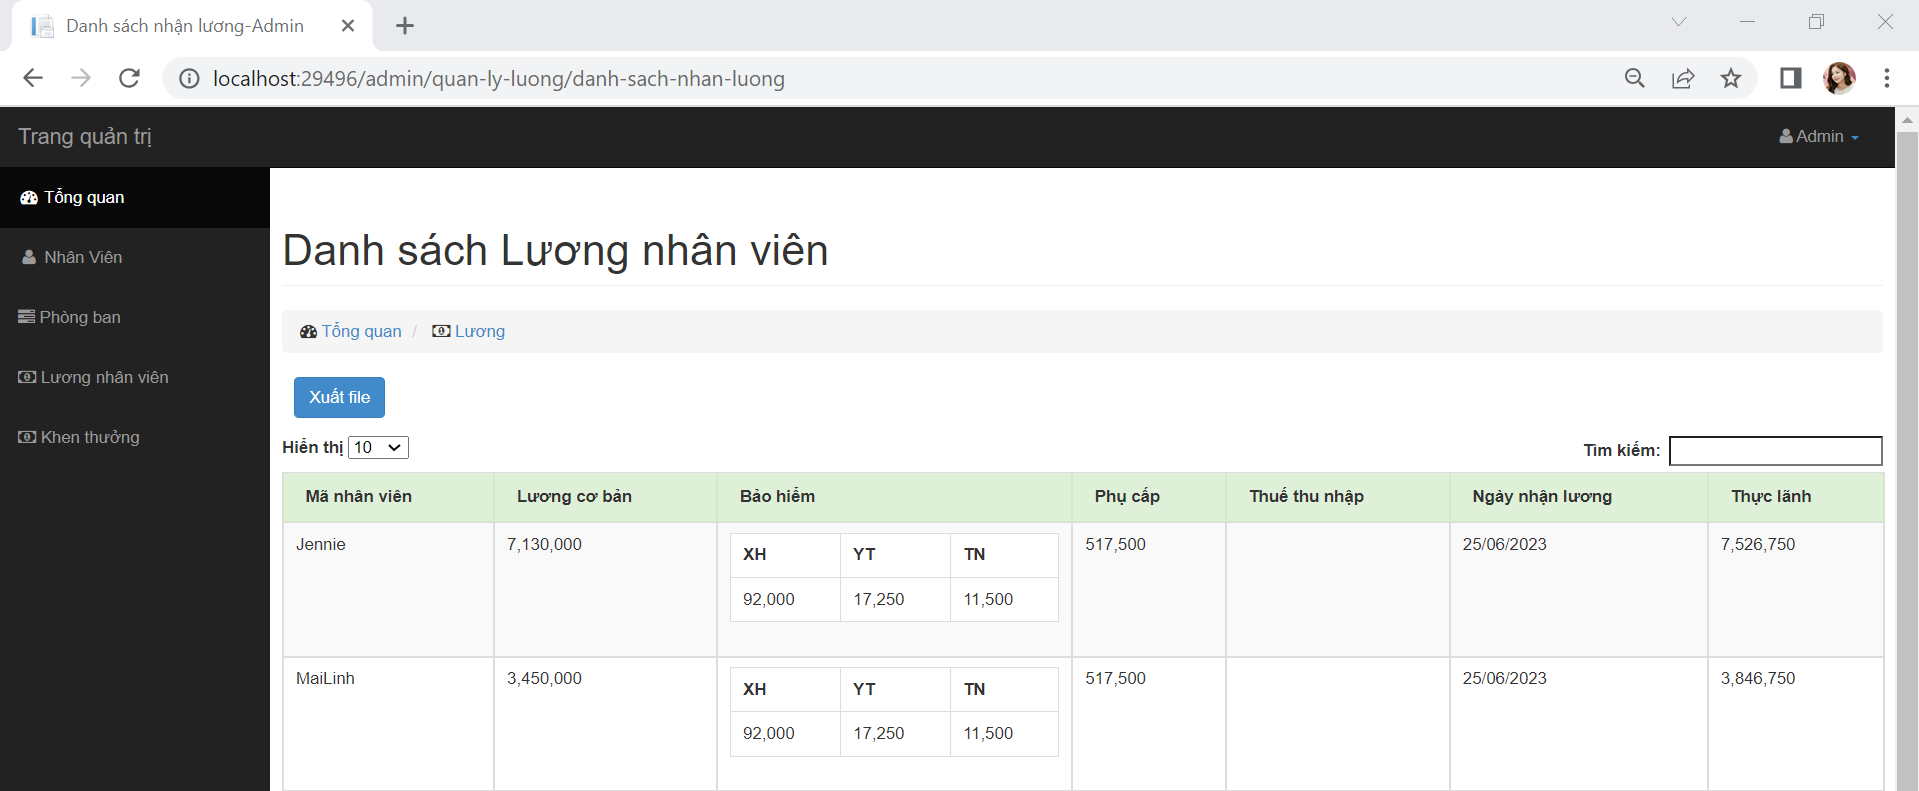 Danh sách nhận lương-Admin
localhost:29496/admin/quan-ly-luong/danh-sach-nhan-luong
Trang quản trị
Admin
Tổng quan
Nhân Viên
Phòng ban
Lương nhân viên
Khen thưởng
Danh sách Lương nhân viên
Tổng quan / Lương
Xuất file
Hiển thị 10
Tìm kiếm:
Mã nhân viên Lương cơ bản Bảo hiểm Phụ cấp Thuế thu nhập Ngày nhận lương Thực lãnh
Jennie 7,130,000 XH YT TN 517,500 25/06/2023 7,526,750
92,000 17,250 11,500
MaiLinh 3,450,000 XH YT TN 517,500 25/06/2023 3,846,750
92,000 17,250 11,500